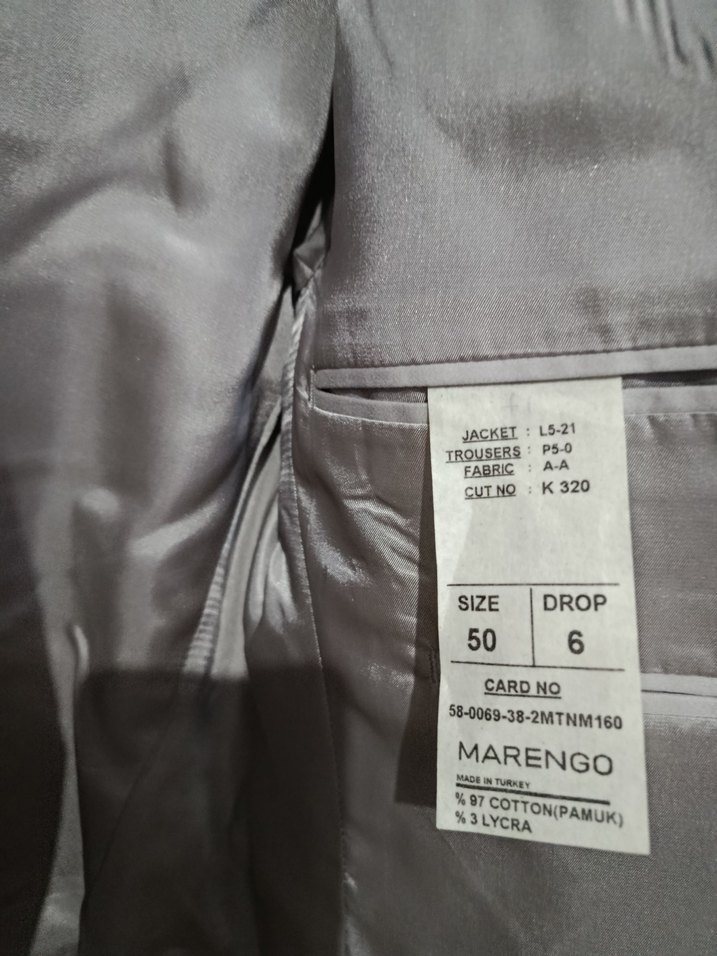 JACKET : L5-21
TROUSERS : P5-0
FABRIC : A-A
CUT NO : K 320
SIZE DROP
50 6
CARD NO
58-0069-38-2MTNM160
MARENGO
MADE IN TURKEY
% 97 COTTON(PAMUK)
% 3 LYCRA